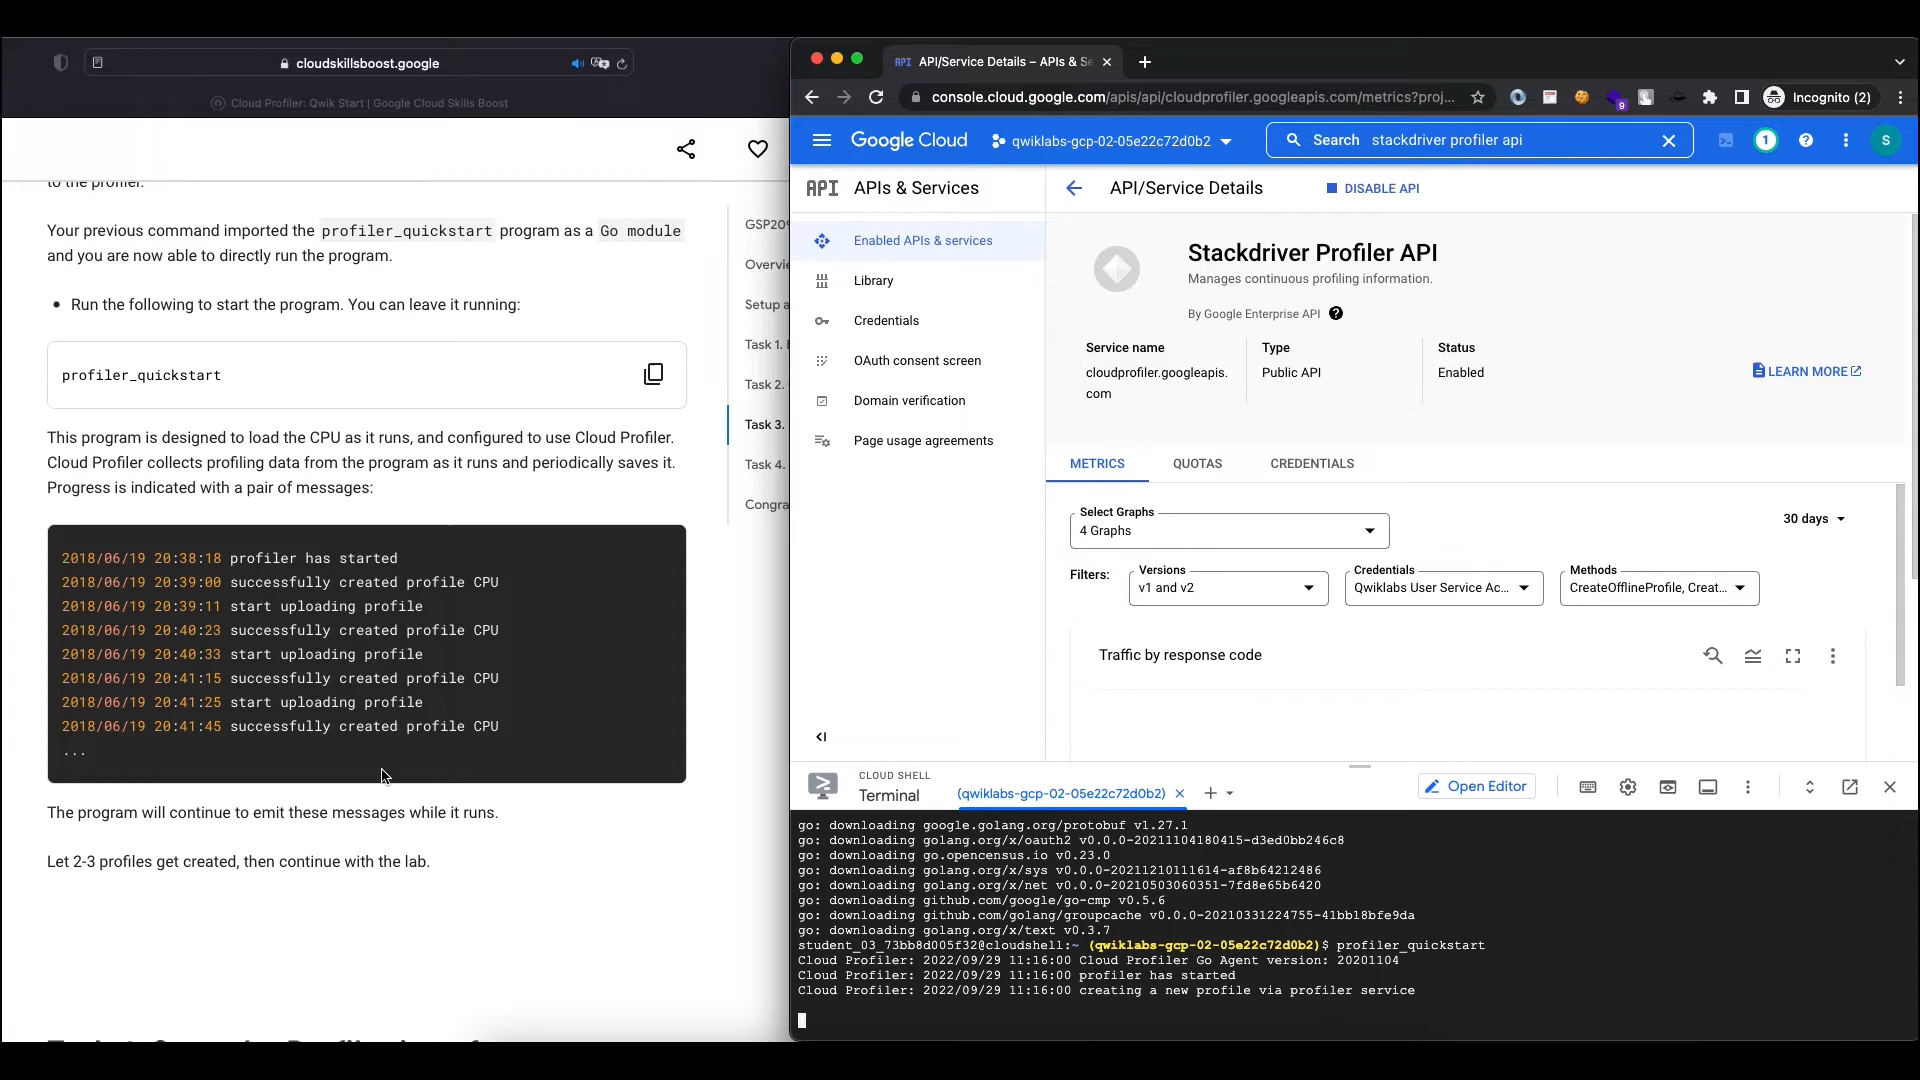 cloudskillsboost.google
Cloud Profiler: Qwik Start | Google Cloud Skills Boost
to the profiler.
Your previous command imported the profiler_quickstart program as a Go module
and you are now able to directly run the program.
Run the following to start the program. You can leave it running:
profiler_quickstart
This program is designed to load the CPU as it runs, and configured to use Cloud Profiler.
Cloud Profiler collects profiling data from the program as it runs and periodically saves it.
Progress is indicated with a pair of messages:
2018/06/19 20:38:18 profiler has started
2018/06/19 20:39:00 successfully created profile CPU
2018/06/19 20:39:11 start uploading profile
2018/06/19 20:40:23 successfully created profile CPU
2018/06/19 20:40:33 start uploading profile
2018/06/19 20:41:15 successfully created profile CPU
2018/06/19 20:41:25 start uploading profile
2018/06/19 20:41:45 successfully created profile CPU
...
The program will continue to emit these messages while it runs.
Let 2-3 profiles get created, then continue with the lab.
GSP209
Overvie
Setup a
Task 1.
Task 2.
Task 3.
Task 4.
Congra
API API/Service Details – APIs & Se
console.cloud.google.com/apis/api/cloudprofiler.googleapis.com/metrics?proj...
9
Incognito (2)
Google Cloud
qwiklabs-gcp-02-05e22c72d0b2
Search stackdriver profiler api
1
S
API APIs & Services
Enabled APIs & services
Library
Credentials
OAuth consent screen
Domain verification
Page usage agreements
API/Service Details
DISABLE API
Stackdriver Profiler API
Manages continuous profiling information.
By Google Enterprise API
Service name
cloudprofiler.googleapis.
com
Type
Public API
Status
Enabled
LEARN MORE
METRICS
QUOTAS
CREDENTIALS
Select Graphs
4 Graphs
30 days
Filters:
Versions
v1 and v2
Credentials
Qwiklabs User Service Ac...
Methods
CreateOfflineProfile, Creat...
Traffic by response code
CLOUD SHELL
Terminal
(qwiklabs-gcp-02-05e22c72d0b2)
Open Editor
go: downloading google.golang.org/protobuf v1.27.1
go: downloading golang.org/x/oauth2 v0.0.0-20211104180415-d3ed0bb246c8
go: downloading go.opencensus.io v0.23.0
go: downloading golang.org/x/sys v0.0.0-20211210111614-af8b64212486
go: downloading golang.org/x/net v0.0.0-20210503060351-7fd8e65b6420
go: downloading github.com/google/go-cmp v0.5.6
go: downloading github.com/golang/groupcache v0.0.0-20210331224755-41bb18bfe9da
go: downloading golang.org/x/text v0.3.7
student_03_73bb8d005f32@cloudshell:~ (qwiklabs-gcp-02-05e22c72d0b2)$ profiler_quickstart
Cloud Profiler: 2022/09/29 11:16:00 Cloud Profiler Go Agent version: 20201104
Cloud Profiler: 2022/09/29 11:16:00 profiler has started
Cloud Profiler: 2022/09/29 11:16:00 creating a new profile via profiler service